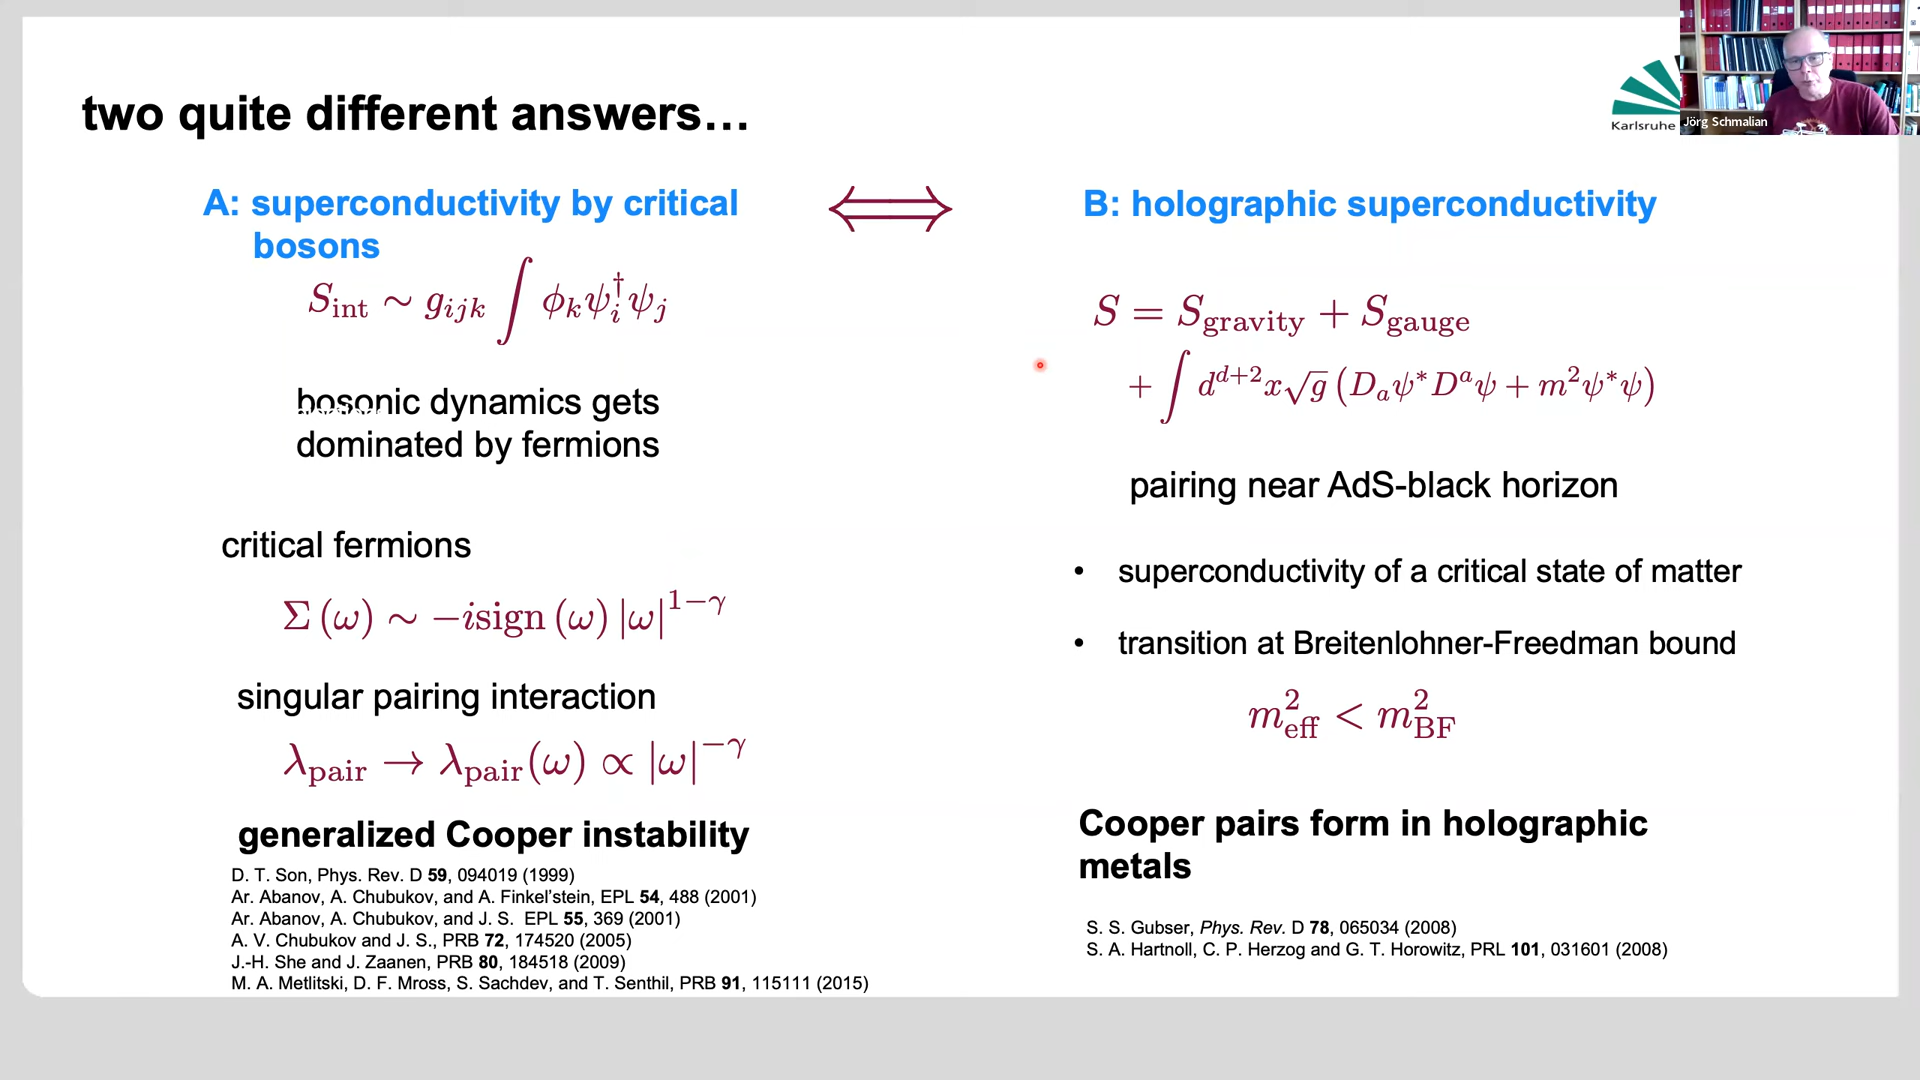 two quite different answers…
Karlsruhe
Jörg Schmalian
A: superconductivity by critical
bosons
S_int ∼ g_{ijk} ∫ ϕ_k ψ_i^† ψ_j
bosonic dynamics gets
dominated by fermions
critical fermions
Σ (ω) ∼ −isign (ω) |ω|^{1−γ}
singular pairing interaction
λ_pair → λ_pair(ω) ∝ |ω|^{−γ}
generalized Cooper instability
D. T. Son, Phys. Rev. D 59, 094019 (1999)
Ar. Abanov, A. Chubukov, and A. Finkel’stein, EPL 54, 488 (2001)
Ar. Abanov, A. Chubukov, and J. S. EPL 55, 369 (2001)
A. V. Chubukov and J. S., PRB 72, 174520 (2005)
J.-H. She and J. Zaanen, PRB 80, 184518 (2009)
M. A. Metlitski, D. F. Mross, S. Sachdev, and T. Senthil, PRB 91, 115111 (2015)
⟺
B: holographic superconductivity
S = S_gravity + S_gauge
+ ∫ d^{d+2}x√g (D_a ψ* D^a ψ + m² ψ* ψ)
pairing near AdS-black horizon
• superconductivity of a critical state of matter
• transition at Breitenlohner-Freedman bound
m²_eff < m²_BF
Cooper pairs form in holographic
metals
S. S. Gubser, Phys. Rev. D 78, 065034 (2008)
S. A. Hartnoll, C. P. Herzog and G. T. Horowitz, PRL 101, 031601 (2008)